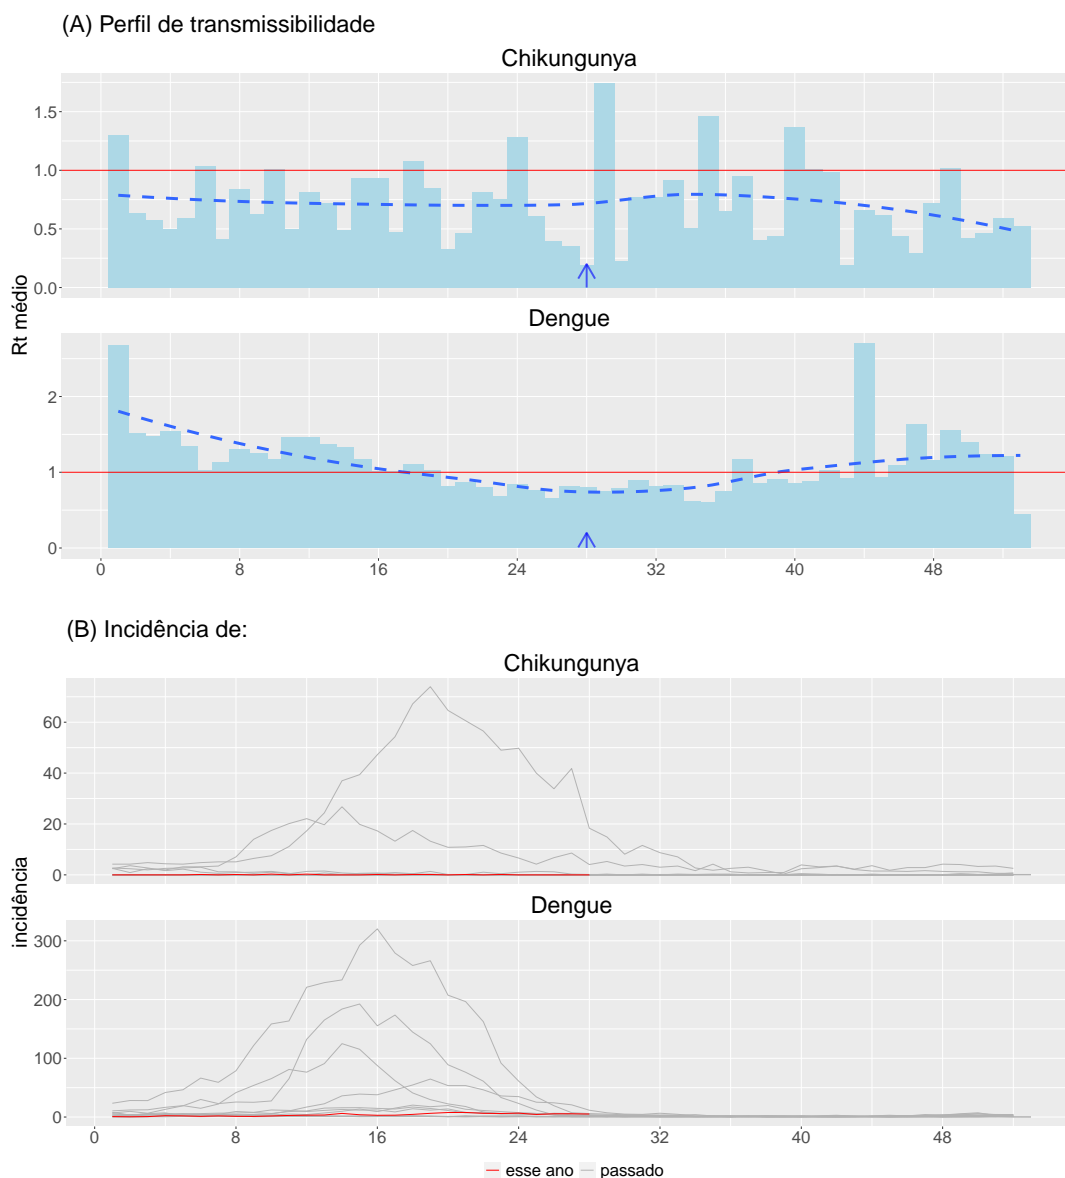 (A) Perfil de transmissibilidade
Chikungunya
1.5
1.0
0.5
0.0
Rt médio
Dengue
2
1
0
0 8 16 24 32 40 48
(B) Incidência de:
Chikungunya
60
40
20
0
incidência
Dengue
300
200
100
0
0 8 16 24 32 40 48
esse ano passado